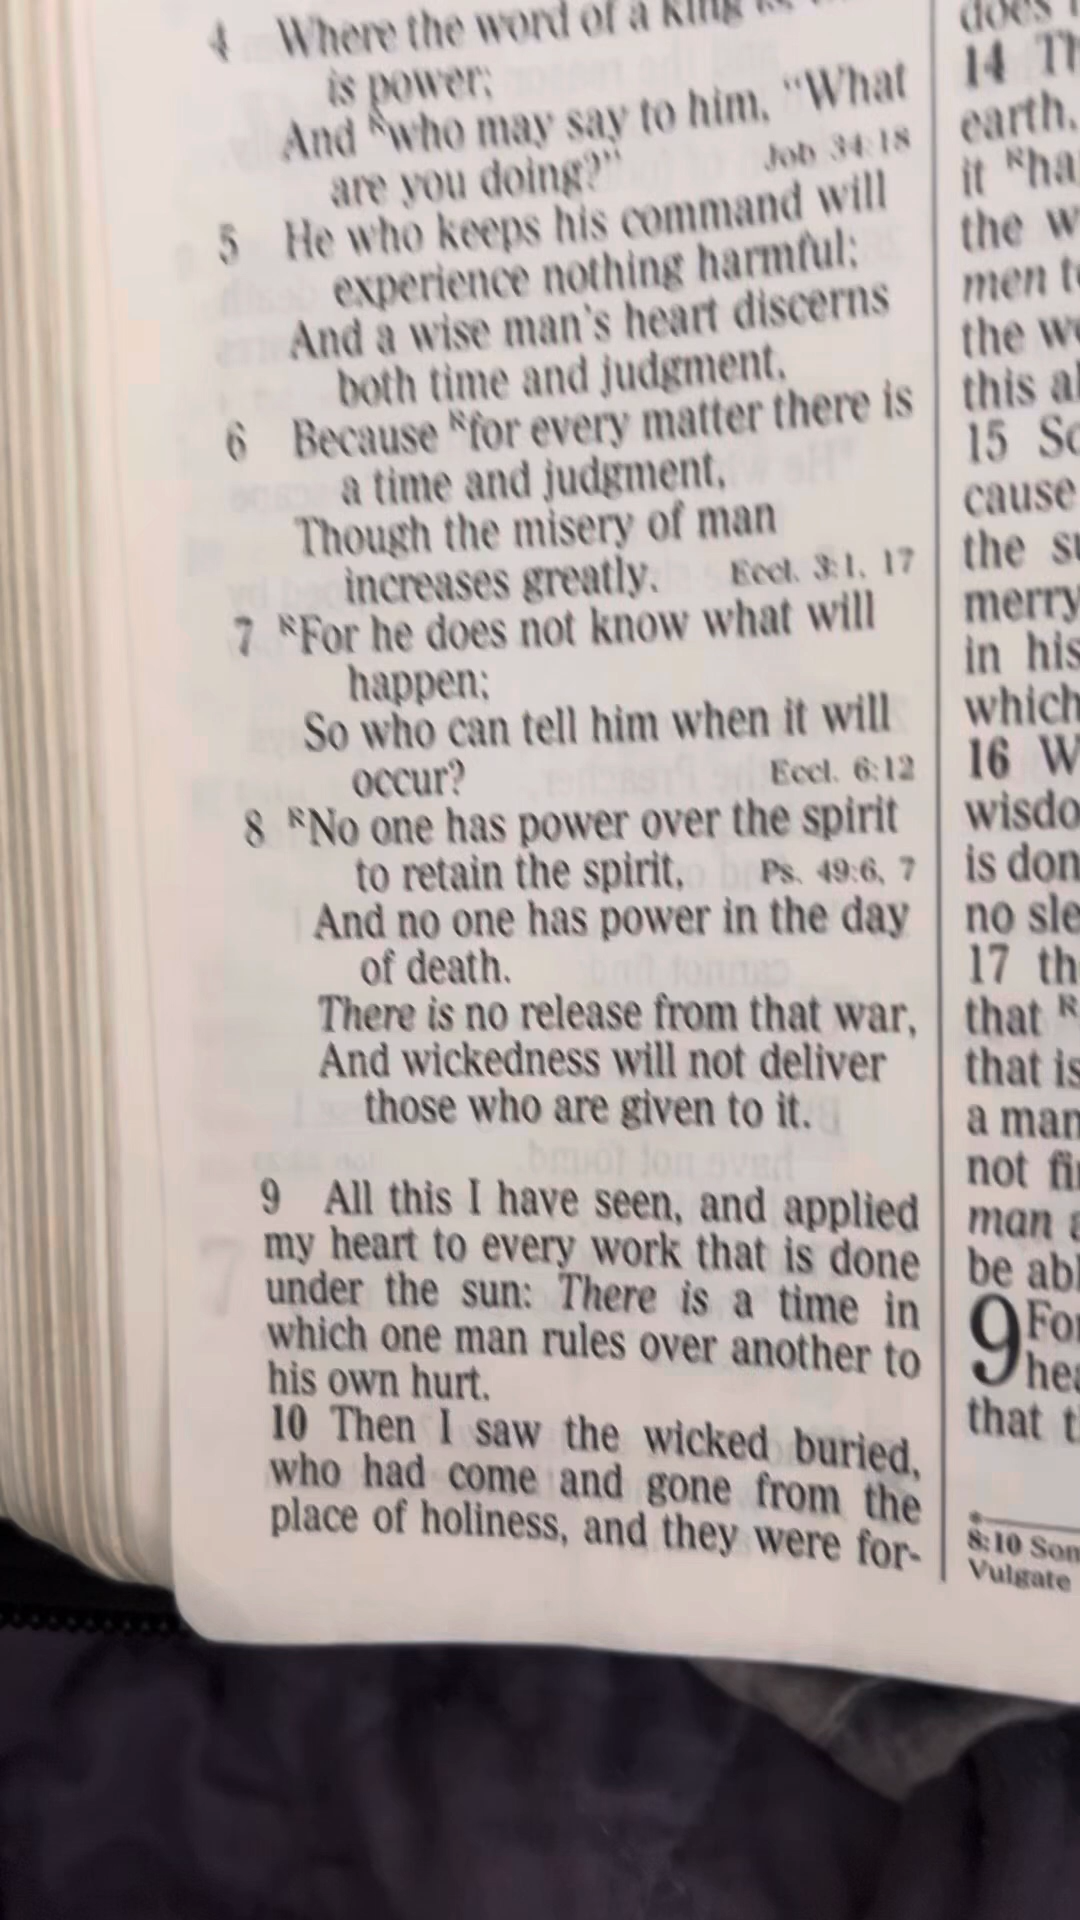 4 Where the word of a king is
is power;
And ᴿwho may say to him, "What
are you doing?" Job 34:18
5 He who keeps his command will
experience nothing harmful;
And a wise man's heart discerns
both time and judgment,
6 Because ᴿfor every matter there is
a time and judgment,
Though the misery of man
increases greatly. Eccl. 3:1, 17
7 ᴿFor he does not know what will
happen;
So who can tell him when it will
occur? Eccl. 6:12
8 ᴿNo one has power over the spirit
to retain the spirit, Ps. 49:6, 7
And no one has power in the day
of death.
There is no release from that war,
And wickedness will not deliver
those who are given to it.
9 All this I have seen, and applied
my heart to every work that is done
under the sun: There is a time in
which one man rules over another to
his own hurt.
10 Then I saw the wicked buried,
who had come and gone from the
place of holiness, and they were for-
does
14
earth,
it
the
men
the
this
15
cause
the
merry
in his
which
16
is
no
17
that ᴿ
that is
a man
not
man
be
9 For
that
8:10
Vulgate